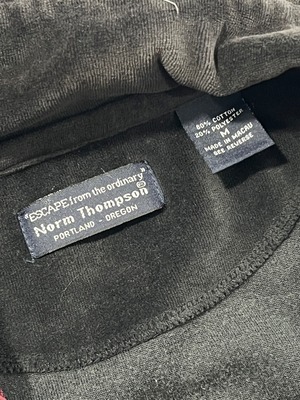 80% COTTON
20% POLYESTER
M
MADE IN MACAU
SEE REVERSE
"ESCAPE from the ordinary"
Norm Thompson®
PORTLAND - OREGON